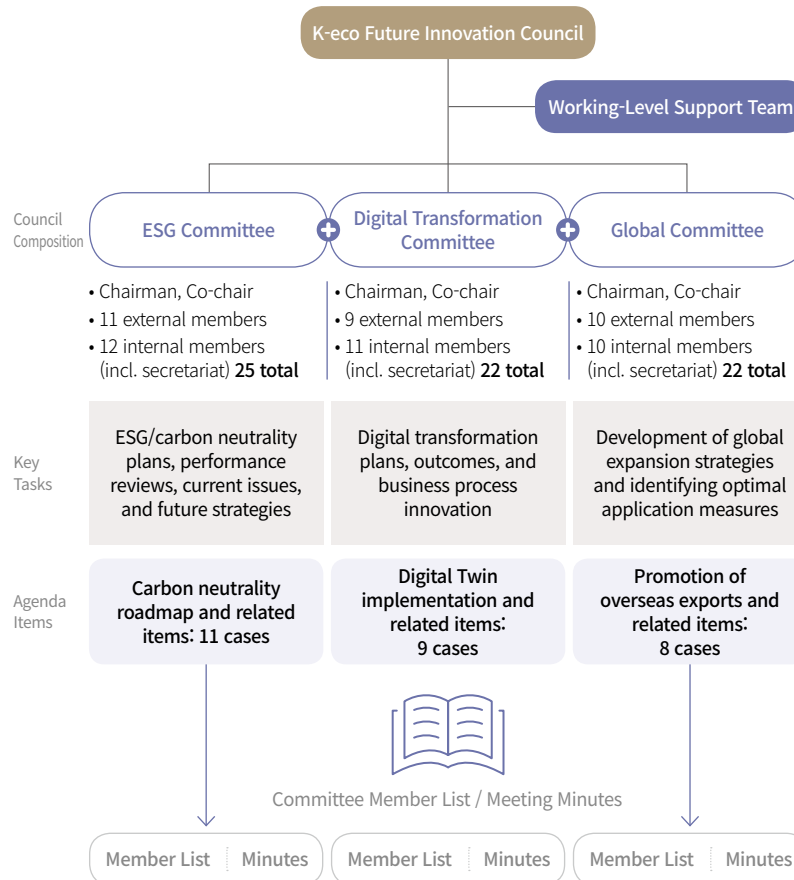 K-eco Future Innovation Council
Working-Level Support Team
Council
Composition
ESG Committee
Digital Transformation
Committee
Global Committee
• Chairman, Co-chair
• 11 external members
• 12 internal members
(incl. secretariat) 25 total
• Chairman, Co-chair
• 9 external members
• 11 internal members
(incl. secretariat) 22 total
• Chairman, Co-chair
• 10 external members
• 10 internal members
(incl. secretariat) 22 total
Key
Tasks
ESG/carbon neutrality
plans, performance
reviews, current issues,
and future strategies
Digital transformation
plans, outcomes, and
business process
innovation
Development of global
expansion strategies
and identifying optimal
application measures
Agenda
Items
Carbon neutrality
roadmap and related
items: 11 cases
Digital Twin
implementation and
related items:
9 cases
Promotion of
overseas exports and
related items:
8 cases
Committee Member List / Meeting Minutes
Member List Minutes
Member List Minutes
Member List Minutes